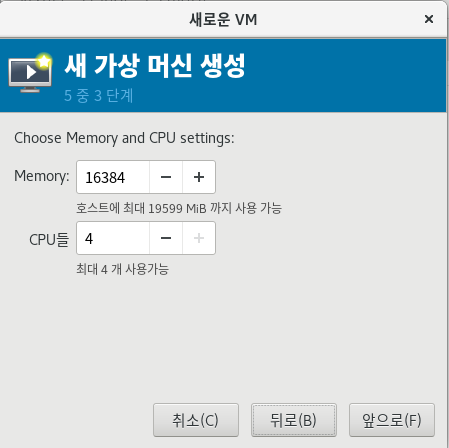 새로운 VM
새 가상 머신 생성
5 중 3 단계
Choose Memory and CPU settings:
Memory: 16384
호스트에 최대 19599 MiB 까지 사용 가능
CPU들 4
최대 4 개 사용가능
취소(C) 뒤로(B) 앞으로(F)